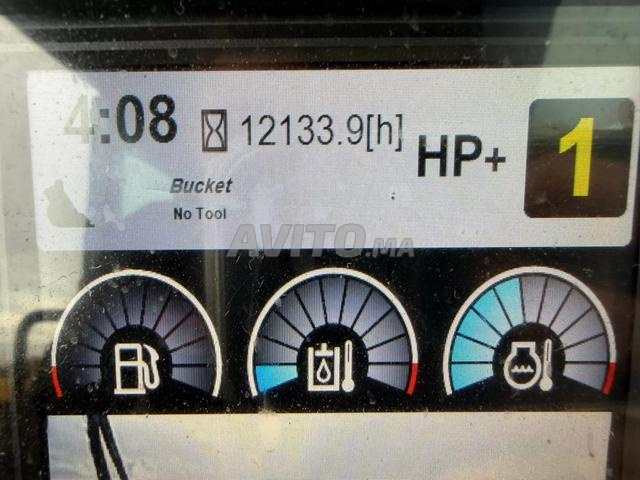 4:08 12133.9[h] HP+ 1
Bucket
No Tool
AVITO.MA